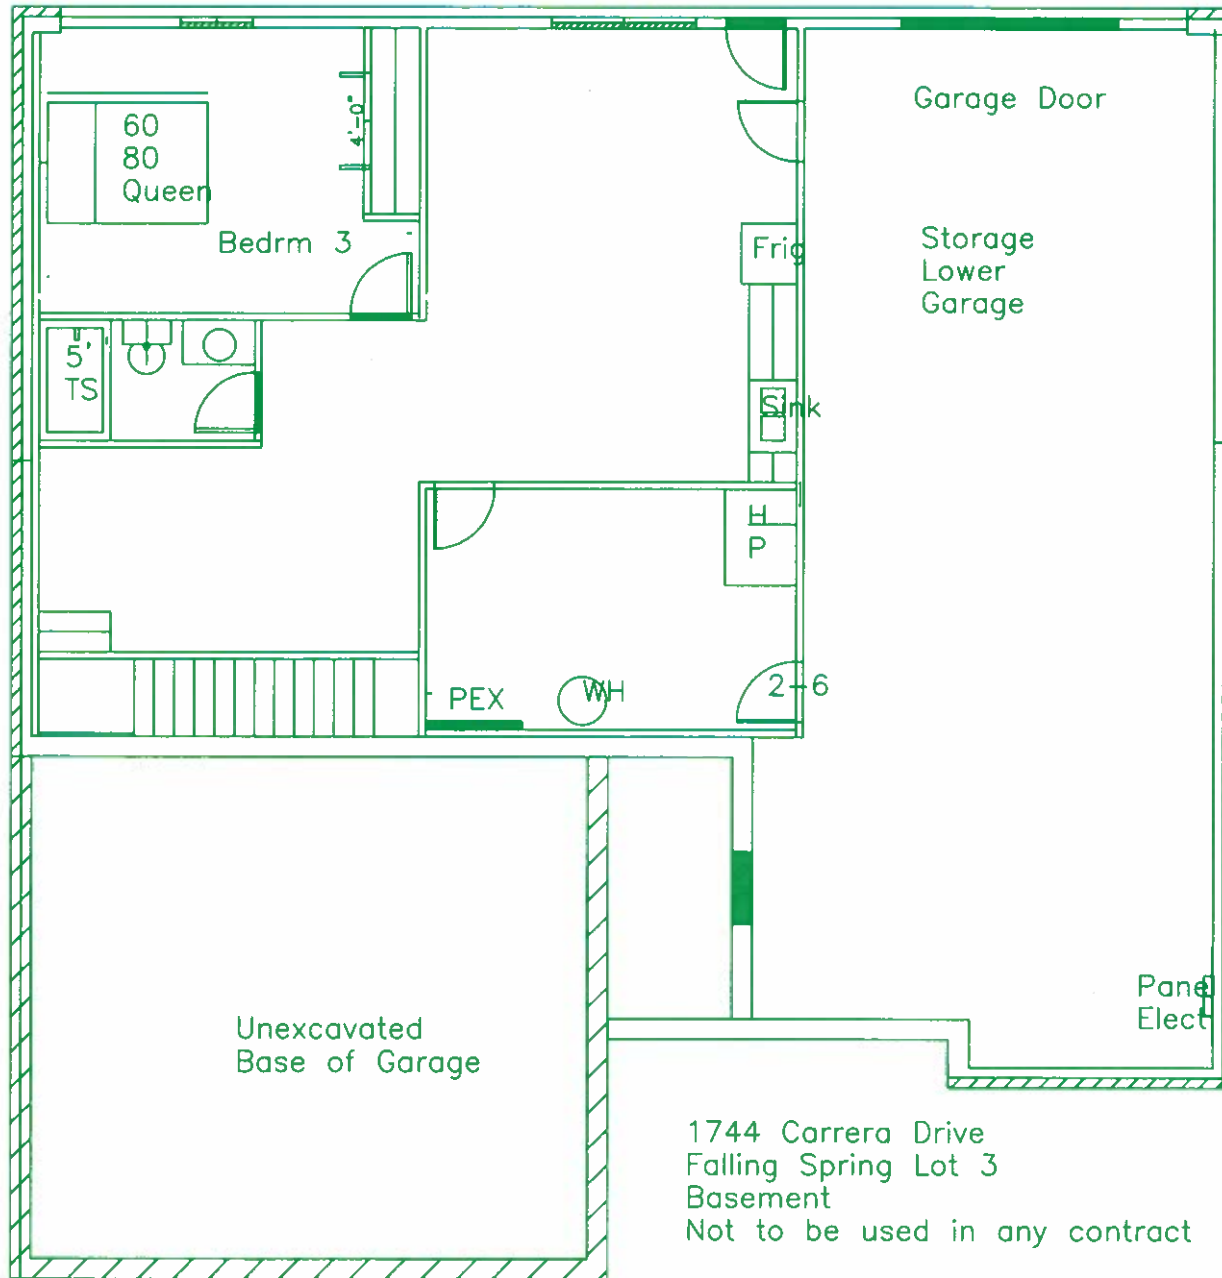 Garage Door
60
80
Queen
4'-0"
Bedrm 3
Frig
Storage
Lower
Garage
5'
TS
Sink
H
P
PEX
WH
2-6
Panel
Elect
Unexcavated
Base of Garage
1744 Carrera Drive
Falling Spring Lot 3
Basement
Not to be used in any contract